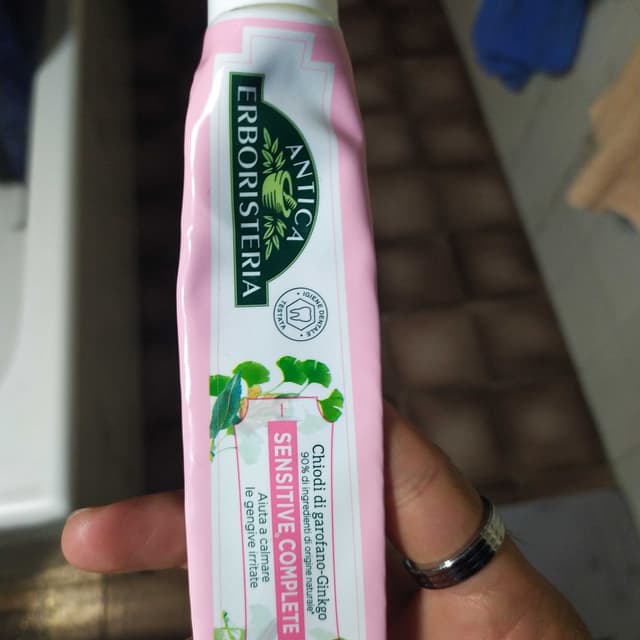 ANTICA
ERBORISTERIA
IGIENE DENTALE
TESTATA
Chiodi di garofano-Ginkgo
90% di ingredienti di origine naturale*
SENSITIVE COMPLETE
Aiuta a calmare
le gengive irritate